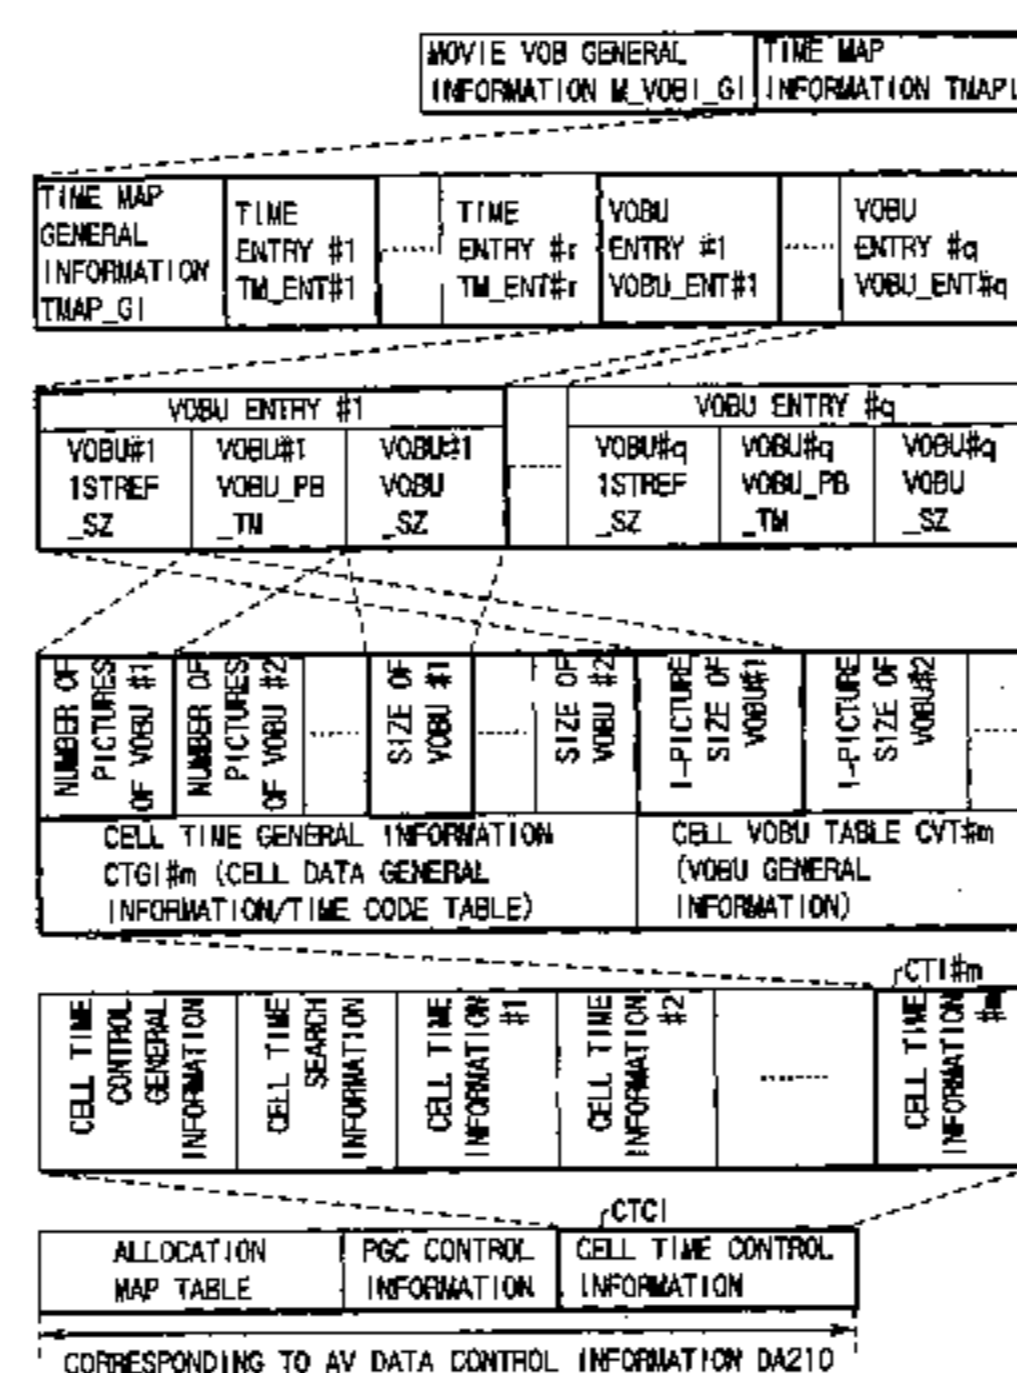 MOVIE VOB GENERAL
INFORMATION M_VOBI_GI
TIME MAP
INFORMATION TMAPI
TIME MAP
GENERAL
INFORMATION
TMAP_GI
TIME
ENTRY #1
TM_ENT#1
TIME
ENTRY #r
TM_ENT#r
VOBU
ENTRY #1
VOBU_ENT#1
VOBU
ENTRY #q
VOBU_ENT#q
VOBU ENTRY #1
VOBU#1
1STREF
_SZ
VOBU#1
VOBU_PB
_TM
VOBU#1
VOBU
_SZ
VOBU ENTRY #q
VOBU#q
1STREF
_SZ
VOBU#q
VOBU_PB
_TM
VOBU#q
VOBU
_SZ
NUMBER OF
PICTURES
OF VOBU #1
NUMBER OF
PICTURES
OF VOBU #2
SIZE OF
VOBU #1
SIZE OF
VOBU #2
I-PICTURE
SIZE OF
VOBU#1
I-PICTURE
SIZE OF
VOBU#2
CELL TIME GENERAL INFORMATION
CTGI#m (CELL DATA GENERAL
INFORMATION/TIME CODE TABLE)
CELL VOBU TABLE CVT#m
(VOBU GENERAL
INFORMATION)
CTI#m
CELL TIME
CONTROL
GENERAL
INFORMATION
CELL TIME
SEARCH
INFORMATION
CELL TIME
INFORMATION
#1
CELL TIME
INFORMATION
#2
CELL TIME
INFORMATION
#m
CTCI
ALLOCATION
MAP TABLE
PGC CONTROL
INFORMATION
CELL TIME CONTROL
INFORMATION
CORRESPONDING TO AV DATA CONTROL INFORMATION DA210